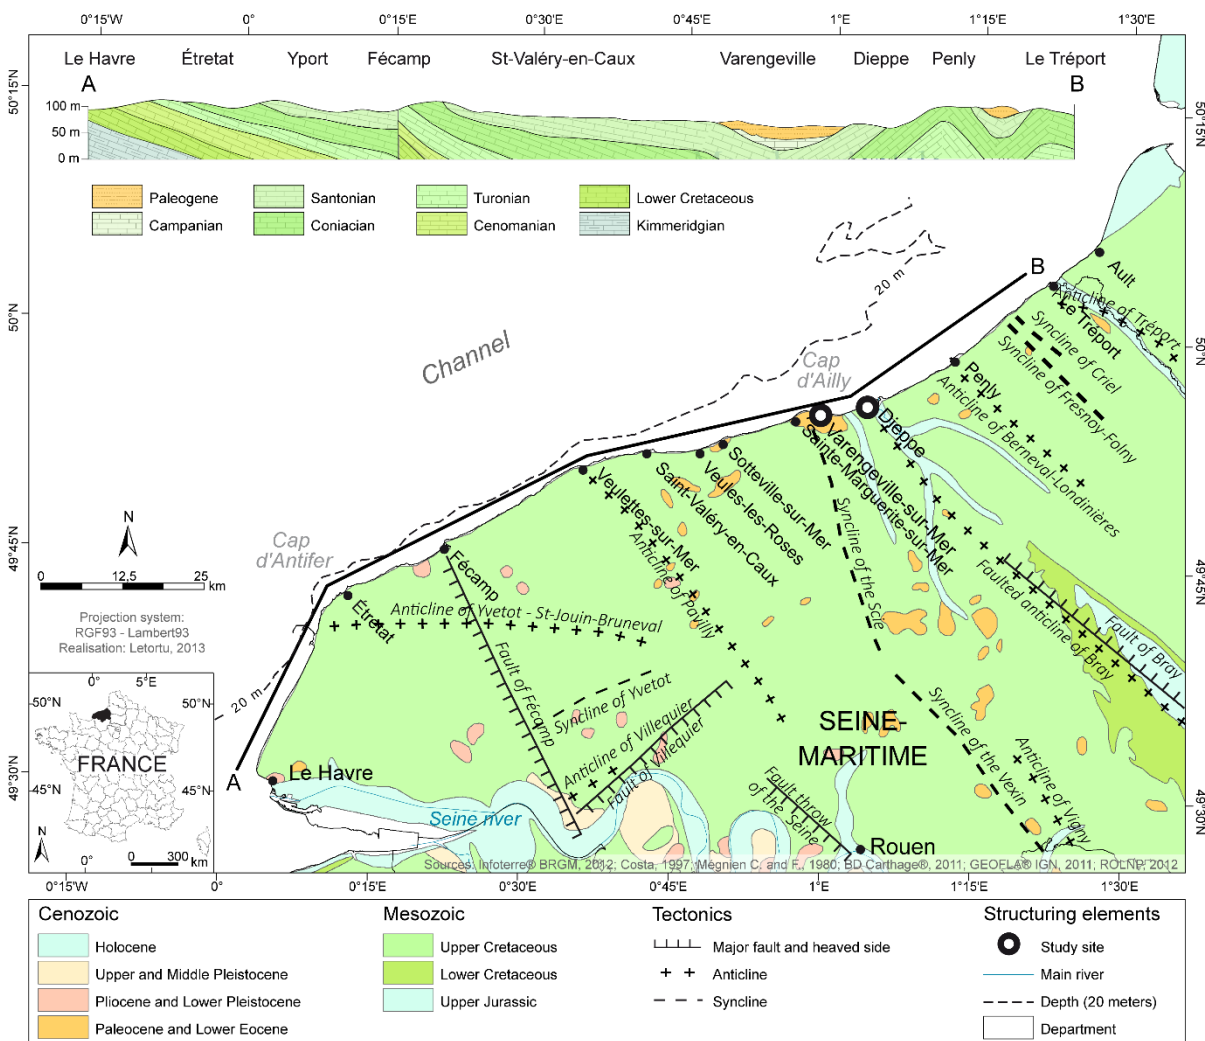 0°15'W 0° 0°15'E 0°30'E 0°45'E 1°E 1°15'E 1°30'E
Le Havre Étretat Yport Fécamp St-Valéry-en-Caux Varengeville Dieppe Penly Le Tréport
A B
50°15'N
50°15'N
100 m
50 m
0 m
Paleogene Santonian Turonian Lower Cretaceous
Campanian Coniacian Cenomanian Kimmeridgian
20 m
B
Ault
Anticline of Tréport
Le Tréport
50°N
50°N
Syncline of Criel
Syncline of Fresnoy-Folny
Channel
Cap
d'Ailly
Penly
Anticline of Berneval-Londinières
Dieppe
Varengeville-sur-Mer
Sainte-Marguerite-sur-Mer
Sotteville-sur-Mer
Veules-les-Roses
Saint-Valéry-en-Caux
Veulettes-sur-Mer
Syncline of the Scie
Anticline of Pavilly
N
0 12,5 25
km
49°45'N
49°45'N
Cap
d'Antifer
Fécamp
Étretat
Anticline of Yvetot - St-Jouin-Bruneval
Faulted anticline of Bray
Fault of Bray
Projection system:
RGF93 - Lambert93
Realisation: Letortu, 2013
Fault of Fécamp
Syncline of Yvetot
Anticline of Villequier
Fault of Villequier
20 m
SEINE-
MARITIME
Syncline of the Vexin
Anticline of Vigny
0° 5°E
50°N 50°N
FRANCE
45°N 45°N
N
0° 5°E
0 300
km
A
49°30'N
49°30'N
Le Havre
Seine river
Fault throw
of the Seine
Rouen
Sources: Infoterre® BRGM, 2012; Costa, 1997; Mégnien C. and F., 1980; BD Carthage®, 2011; GEOFLA® IGN, 2011; ROLNP, 2012
0°15'W 0° 0°15'E 0°30'E 0°45'E 1°E 1°15'E 1°30'E
Cenozoic
Holocene
Upper and Middle Pleistocene
Pliocene and Lower Pleistocene
Paleocene and Lower Eocene
Mesozoic
Upper Cretaceous
Lower Cretaceous
Upper Jurassic
Tectonics
Major fault and heaved side
Anticline
Syncline
Structuring elements
Study site
Main river
Depth (20 meters)
Department